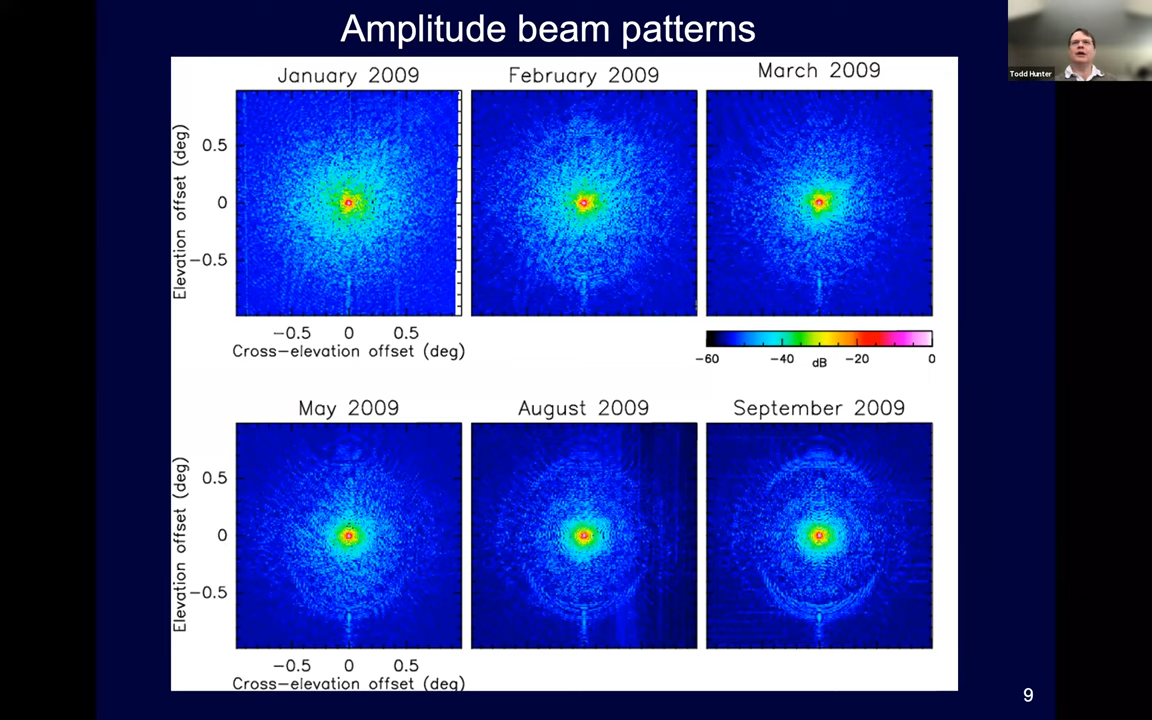 Amplitude beam patterns
Todd Hunter
January 2009
February 2009
March 2009
Elevation offset (deg)
0.5
0
−0.5
−0.5 0 0.5
Cross−elevation offset (deg)
−60 −40 dB −20 0
May 2009
August 2009
September 2009
Elevation offset (deg)
0.5
0
−0.5
−0.5 0 0.5
Cross−elevation offset (deg)
9